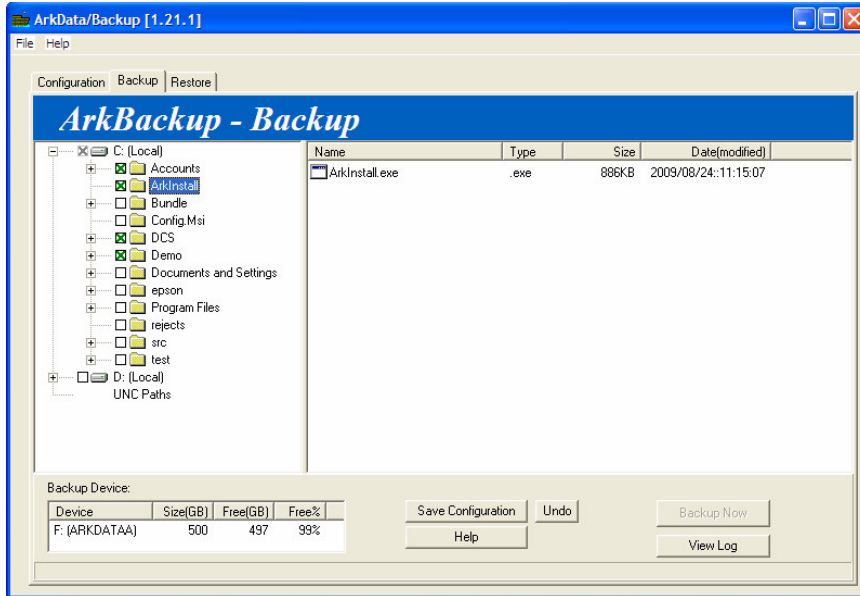 ArkData/Backup [1.21.1]
File Help
Configuration Backup Restore
ArkBackup - Backup
C: (Local)
Accounts
ArkInstall
Bundle
Config.Msi
DCS
Demo
Documents and Settings
epson
Program Files
rejects
src
test
D: (Local)
UNC Paths
Name Type Size Date(modified)
ArkInstall.exe .exe 886KB 2009/08/24::11:15:07
Backup Device:
Device Size(GB) Free(GB) Free%
F: (ARKDATAA) 500 497 99%
Save Configuration Undo
Help
Backup Now
View Log